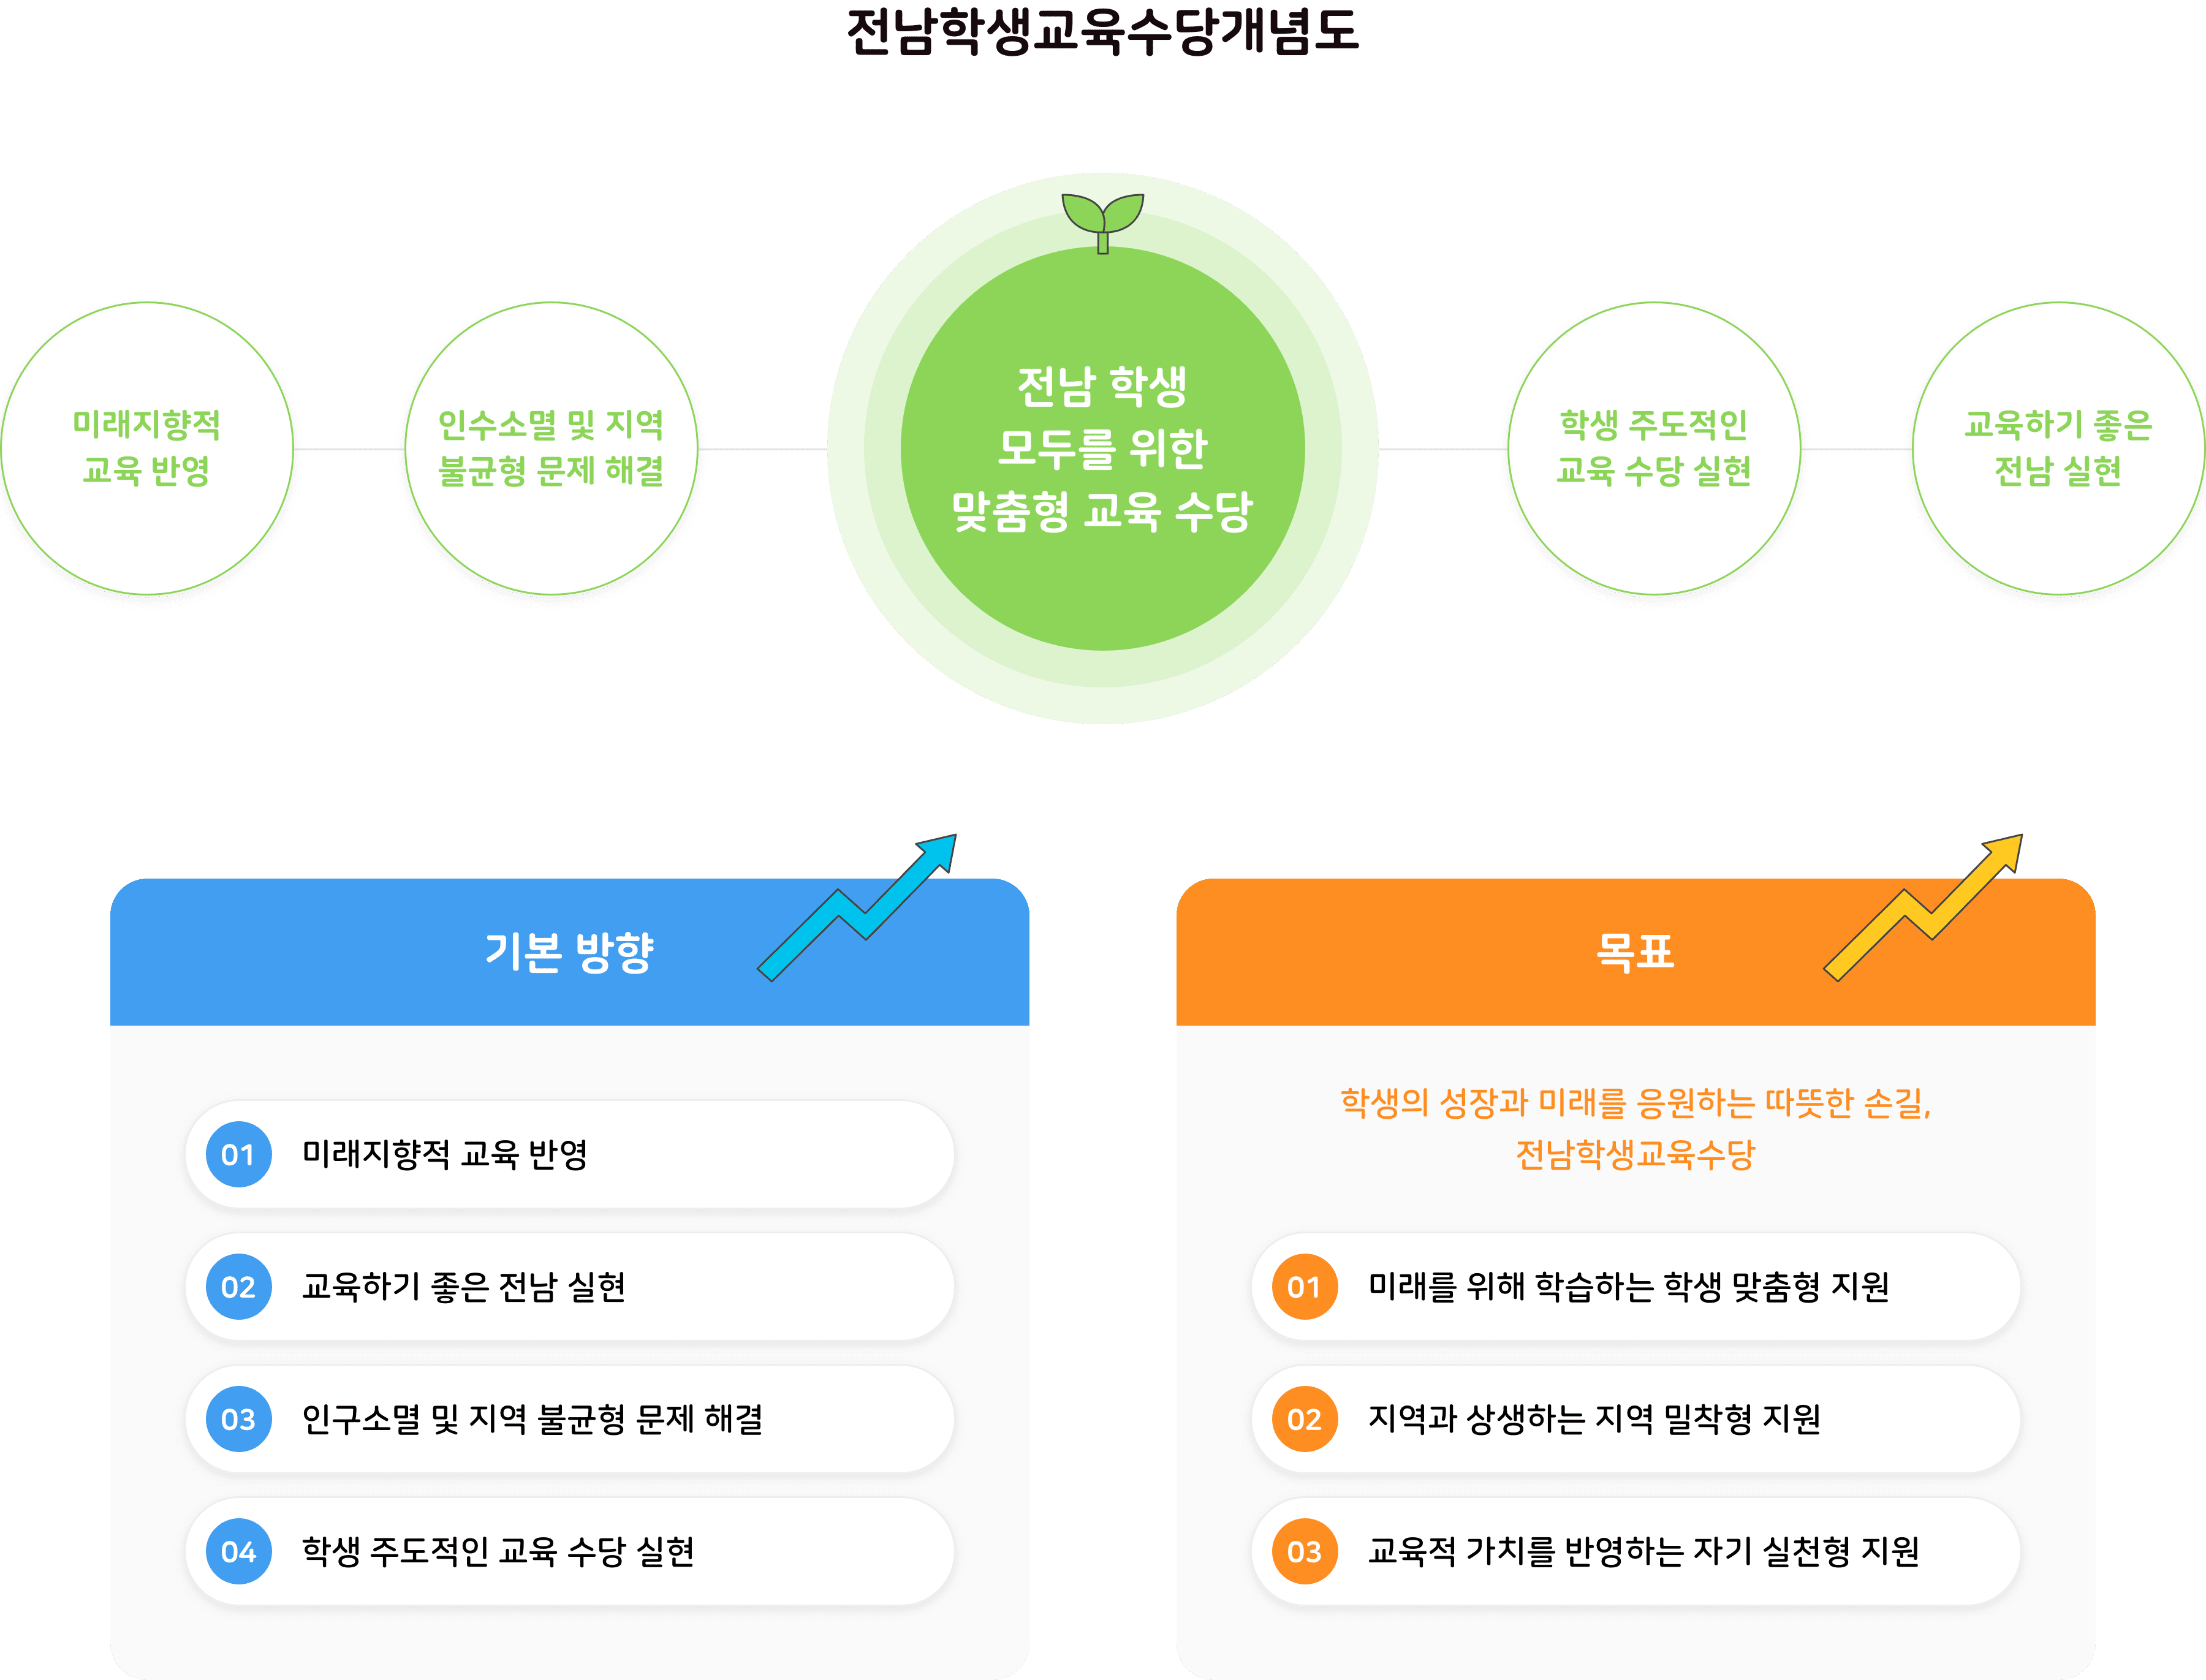 전남학생교육수당개념도
미래지향적
교육 반영
인수소멸 및 지역
불균형 문제 해결
전남 학생
모두를 위한
맞춤형 교육 수당
학생 주도적인
교육 수당 실현
교육하기 좋은
전남 실현
기본 방향
01 미래지향적 교육 반영
02 교육하기 좋은 전남 실현
03 인구소멸 및 지역 불균형 문제 해결
04 학생 주도적인 교육 수당 실현
목표
학생의 성장과 미래를 응원하는 따뜻한 손길,
전남학생교육수당
01 미래를 위해 학습하는 학생 맞춤형 지원
02 지역과 상생하는 지역 밀착형 지원
03 교육적 가치를 반영하는 자기 실천형 지원